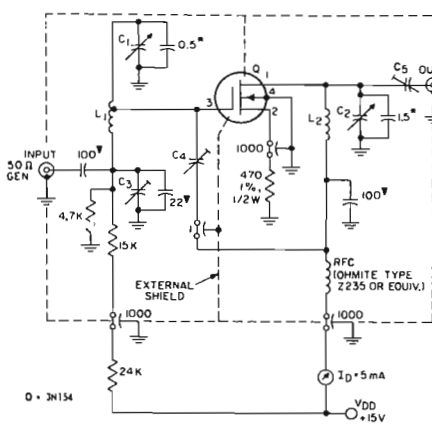 C1
0.5*
Q
1
C5 OU
4
3
2
L1
L2
C2
1.5*
INPUT
50Ω
GEN
100▼
C4
1000
C3
22▼
470
1%,
1/2W
100▼
4.7K
15K
1
EXTERNAL
SHIELD
RFC
(OHMITE TYPE
Z235 OR EQUIV.)
1000
1000
24K
ID=5mA
Q = 3N154
VDD
+15V